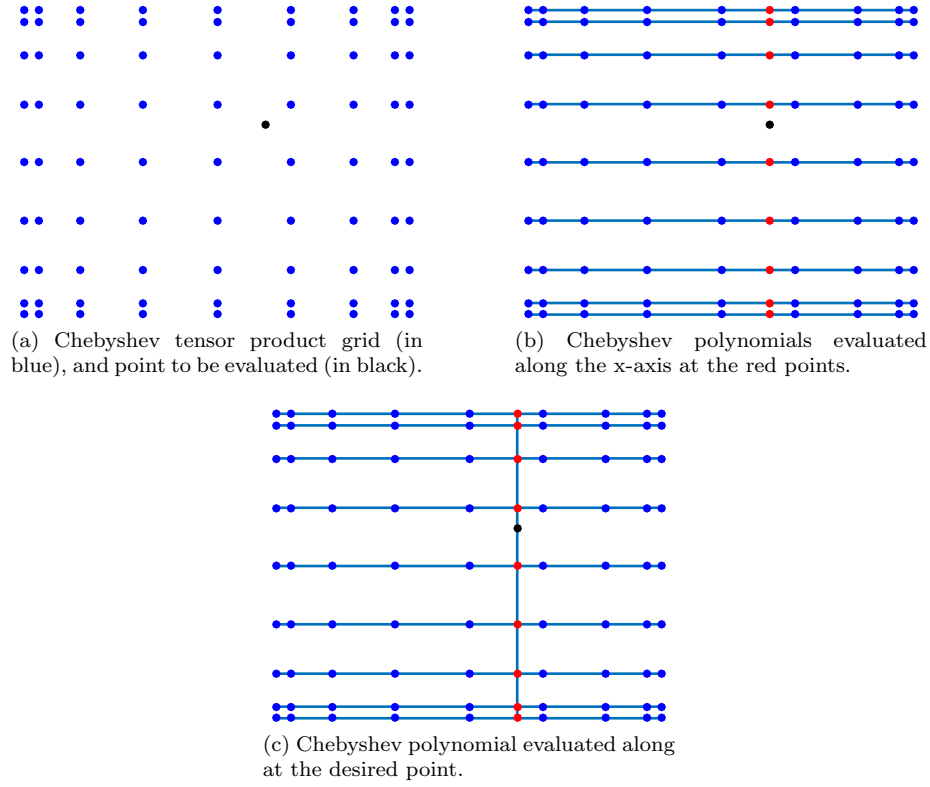 (a) Chebyshev tensor product grid (in
blue), and point to be evaluated (in black).
(b) Chebyshev polynomials evaluated
along the x-axis at the red points.
(c) Chebyshev polynomial evaluated along
at the desired point.